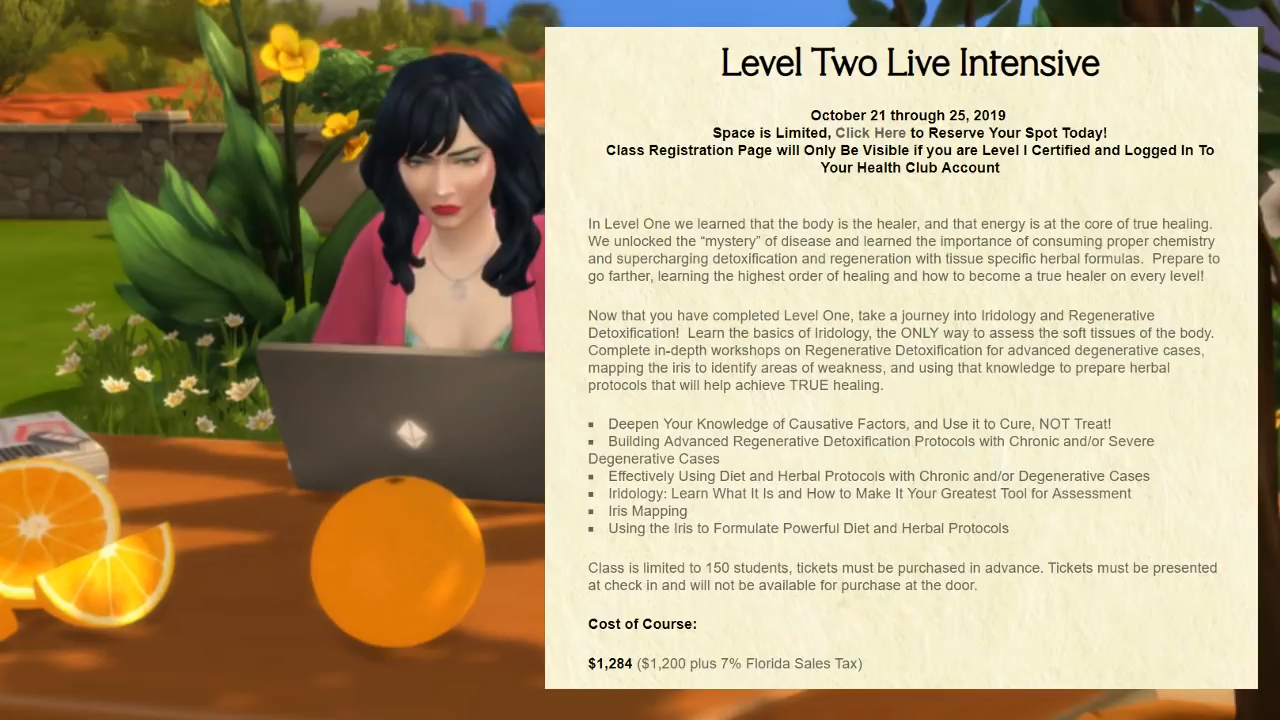 Level Two Live Intensive
October 21 through 25, 2019
Space is Limited, Click Here to Reserve Your Spot Today!
Class Registration Page will Only Be Visible if you are Level I Certified and Logged In To
Your Health Club Account
In Level One we learned that the body is the healer, and that energy is at the core of true healing.
We unlocked the “mystery” of disease and learned the importance of consuming proper chemistry
and supercharging detoxification and regeneration with tissue specific herbal formulas.  Prepare to
go farther, learning the highest order of healing and how to become a true healer on every level!
Now that you have completed Level One, take a journey into Iridology and Regenerative
Detoxification!  Learn the basics of Iridology, the ONLY way to assess the soft tissues of the body.
Complete in-depth workshops on Regenerative Detoxification for advanced degenerative cases,
mapping the iris to identify areas of weakness, and using that knowledge to prepare herbal
protocols that will help achieve TRUE healing.
▪ Deepen Your Knowledge of Causative Factors, and Use it to Cure, NOT Treat!
▪ Building Advanced Regenerative Detoxification Protocols with Chronic and/or Severe
Degenerative Cases
▪ Effectively Using Diet and Herbal Protocols with Chronic and/or Degenerative Cases
▪ Iridology: Learn What It Is and How to Make It Your Greatest Tool for Assessment
▪ Iris Mapping
▪ Using the Iris to Formulate Powerful Diet and Herbal Protocols
Class is limited to 150 students, tickets must be purchased in advance. Tickets must be presented
at check in and will not be available for purchase at the door.
Cost of Course:
$1,284 ($1,200 plus 7% Florida Sales Tax)